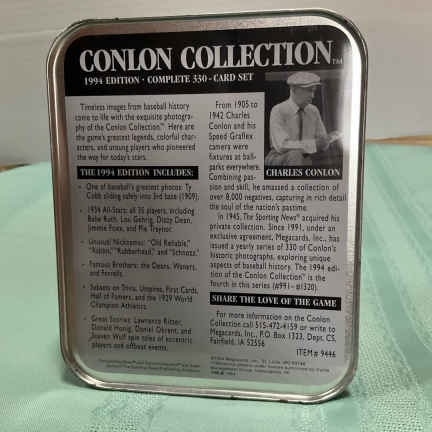 CONLON COLLECTION™
1994 EDITION · COMPLETE 330-CARD SET
Timeless images from baseball history
come to life with the exquisite photogra-
phy of the Conlon Collection.™ Here are
the game's greatest legends, colorful char-
acters, and unsung players who pioneered
the way for today's stars.
THE 1994 EDITION INCLUDES:
· One of baseball's greatest photos: Ty
Cobb sliding safely into 3rd base (1909).
· 1934 All-Stars: all 35 players, including
Babe Ruth, Lou Gehrig, Dizzy Dean,
Jimmie Foxx, and Pie Traynor.
· Unusual Nicknames: "Old Reliable,"
"Rubberhead," and "Schnozz."
· Famous Brothers: the Deans, Waners,
and Ferrells.
· Subsets on Divas, Umpires, First Cards,
Hall of Famers, and the 1929 World
Champion Athletics.
· Great Stories: Lawrence Ritter,
Donald Honig, Daniel Okrent, and
Steven Wulf spin tales of eccentric
players and offbeat events.
From 1905 to
1942 Charles
Conlon and his
Speed Graflex
camera were
fixtures at ball-
parks everywhere.
Combining pas-
sion and skill, he amassed a collection of
over 8,000 negatives, capturing in rich detail
the soul of the nation's pastime.
In 1945, The Sporting News® acquired his
private collection. Since 1991, under an
exclusive agreement, Megacards, Inc., has
issued a yearly series of 330 of Conlon's
historic photographs, exploring unique
aspects of baseball history. The 1994 edi-
tion of the Conlon Collection™ is the
fourth in this series (#991–#1320).
CHARLES CONLON
SHARE THE LOVE OF THE GAME
For more information on the Conlon
Collection call 515-472-4159 or write to
Megacards, Inc., P.O. Box 1323, Dept. CS,
Fairfield, IA 52556
ITEM# 9446